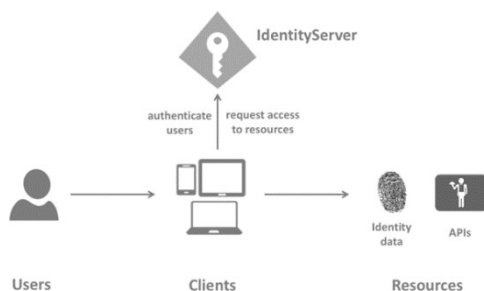 IdentityServer
authenticate
users
request access
to resources
Identity
data
APIs
Users
Clients
Resources